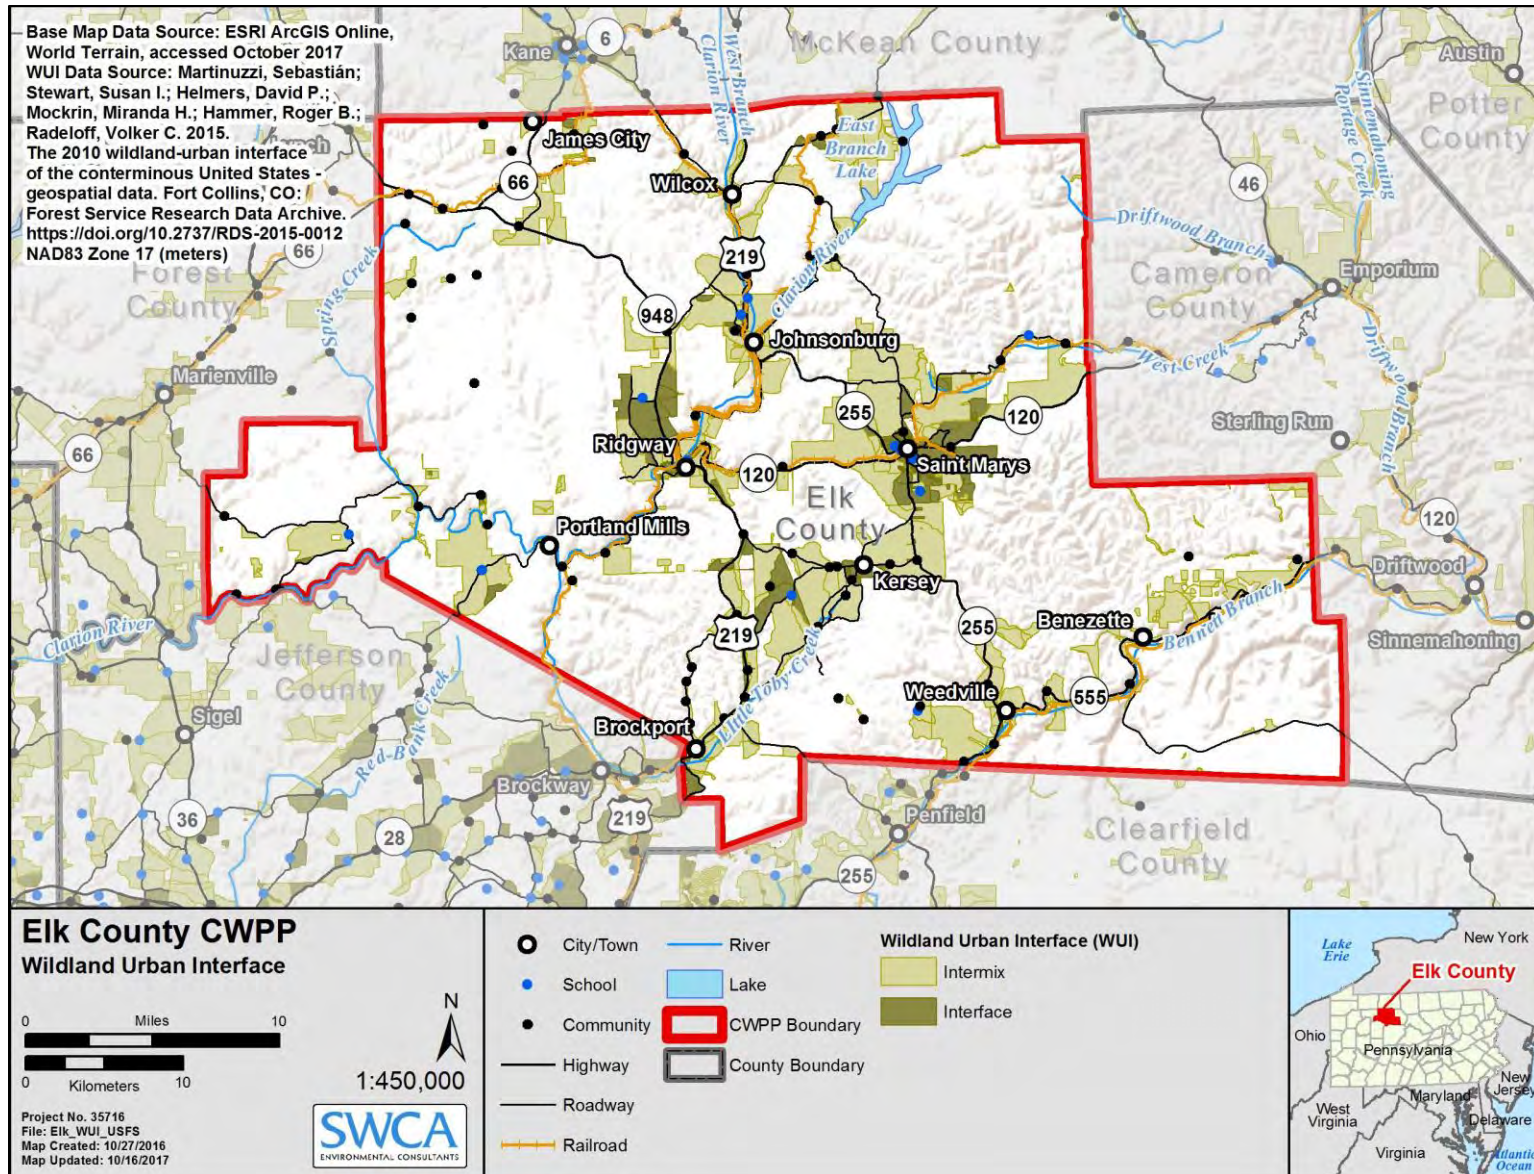 Base Map Data Source: ESRI ArcGIS Online,
World Terrain, accessed October 2017
WUI Data Source: Martinuzzi, Sebastián;
Stewart, Susan I.; Helmers, David P.;
Mockrin, Miranda H.; Hammer, Roger B.;
Radeloff, Volker C. 2015.
The 2010 wildland-urban interface
of the conterminous United States -
geospatial data. Fort Collins, CO:
Forest Service Research Data Archive.
https://doi.org/10.2737/RDS-2015-0012
NAD83 Zone 17 (meters)
Kane
6
West Branch
Clarion River
McKean County
Austin
Potter
County
Sinnemahoning
Portage Creek
James City
East
Branch
Lake
66
Wilcox
46
Driftwood Branch
66
Forest
County
219
Clarion River
Cameron
County
Emporium
Spring Creek
948
Johnsonburg
West Creek
Driftwood Branch
Marienville
255
120
Sterling Run
66
Ridgway
Saint Marys
120
Elk
County
120
Portland Mills
Kersey
Driftwood
Benezette
Bennett Branch
Clarion River
219
255
Sinnemahoning
Jefferson
County
Little Toby Creek
Weedville
555
Sigel
Red Bank Creek
Brockport
Brockway
36
28
219
Penfield
Clearfield
County
255
Elk County CWPP
Wildland Urban Interface
0 Miles 10
0 Kilometers 10
N
1:450,000
Project No. 35716
File: Elk_WUI_USFS
Map Created: 10/27/2016
Map Updated: 10/16/2017
SWCA
ENVIRONMENTAL CONSULTANTS
City/Town
School
Community
Highway
Roadway
Railroad
River
Lake
CWPP Boundary
County Boundary
Wildland Urban Interface (WUI)
Intermix
Interface
Lake
Erie
New York
Elk County
Ohio
Pennsylvania
New
Jersey
Maryland
West
Virginia
Delaware
Virginia
Atlantic
Ocean